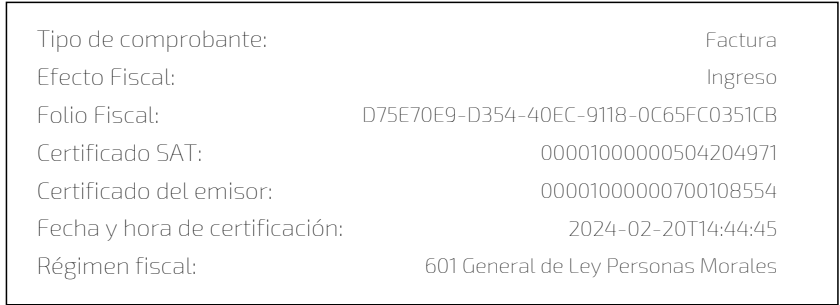 Tipo de comprobante: Factura
Efecto Fiscal: Ingreso
Folio Fiscal: D75E70E9-D354-40EC-9118-0C65FC0351CB
Certificado SAT: 00001000000504204971
Certificado del emisor: 00001000000700108554
Fecha y hora de certificación: 2024-02-20T14:44:45
Régimen fiscal: 601 General de Ley Personas Morales